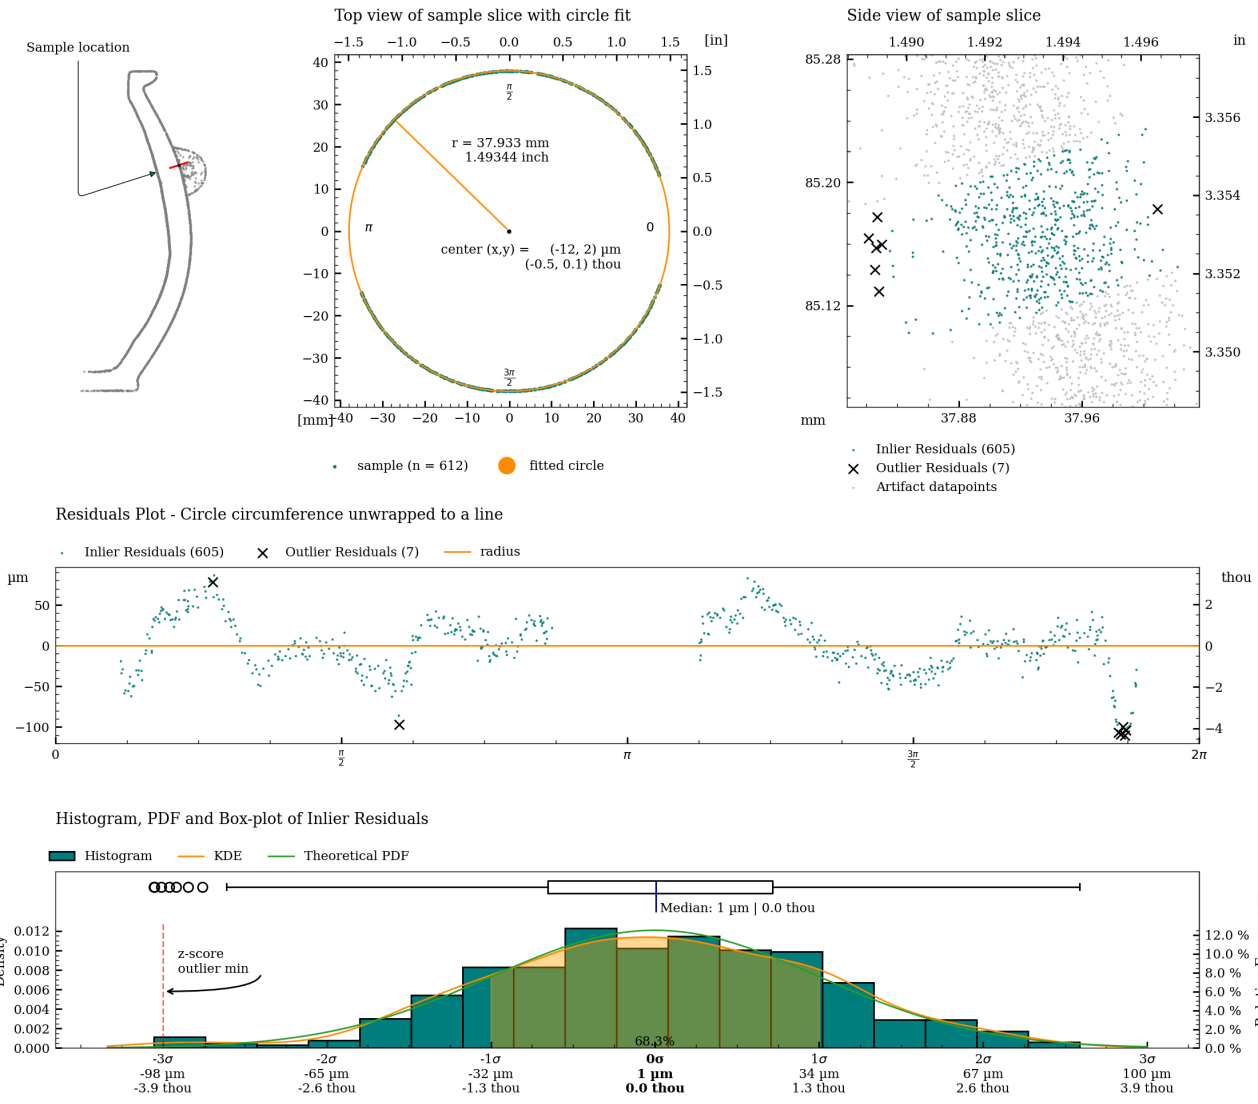 Sample location
Top view of sample slice with circle fit
−1.5 −1.0 −0.5 0.0 0.5 1.0 1.5 [in]
40
30
20
10
0
−10
−20
−30
−40
1.5
1.0
0.5
0.0
−0.5
−1.0
−1.5
π/2
r = 37.933 mm
1.49344 inch
π
0
center (x,y) = (-12, 2) µm
(-0.5, 0.1) thou
3π/2
[mm] −40 −30 −20 −10 0 10 20 30 40
sample (n = 612) fitted circle
Side view of sample slice
1.490 1.492 1.494 1.496 in
85.28
85.20
85.12
3.356
3.354
3.352
3.350
mm 37.88 37.96
Inlier Residuals (605)
Outlier Residuals (7)
Artifact datapoints
Residuals Plot - Circle circumference unwrapped to a line
Inlier Residuals (605) Outlier Residuals (7) radius
µm thou
50
0
−50
−100
2
0
−2
−4
0 π/2 π 3π/2 2π
Histogram, PDF and Box-plot of Inlier Residuals
Histogram KDE Theoretical PDF
Median: 1 µm | 0.0 thou
z-score
outlier min
Density
0.012
0.010
0.008
0.006
0.004
0.002
0.000
12.0 %
10.0 %
8.0 %
6.0 %
4.0 %
2.0 %
0.0 %
68.3%
-3σ -2σ -1σ 0σ 1σ 2σ 3σ
-98 µm -65 µm -32 µm 1 µm 34 µm 67 µm 100 µm
-3.9 thou -2.6 thou -1.3 thou 0.0 thou 1.3 thou 2.6 thou 3.9 thou